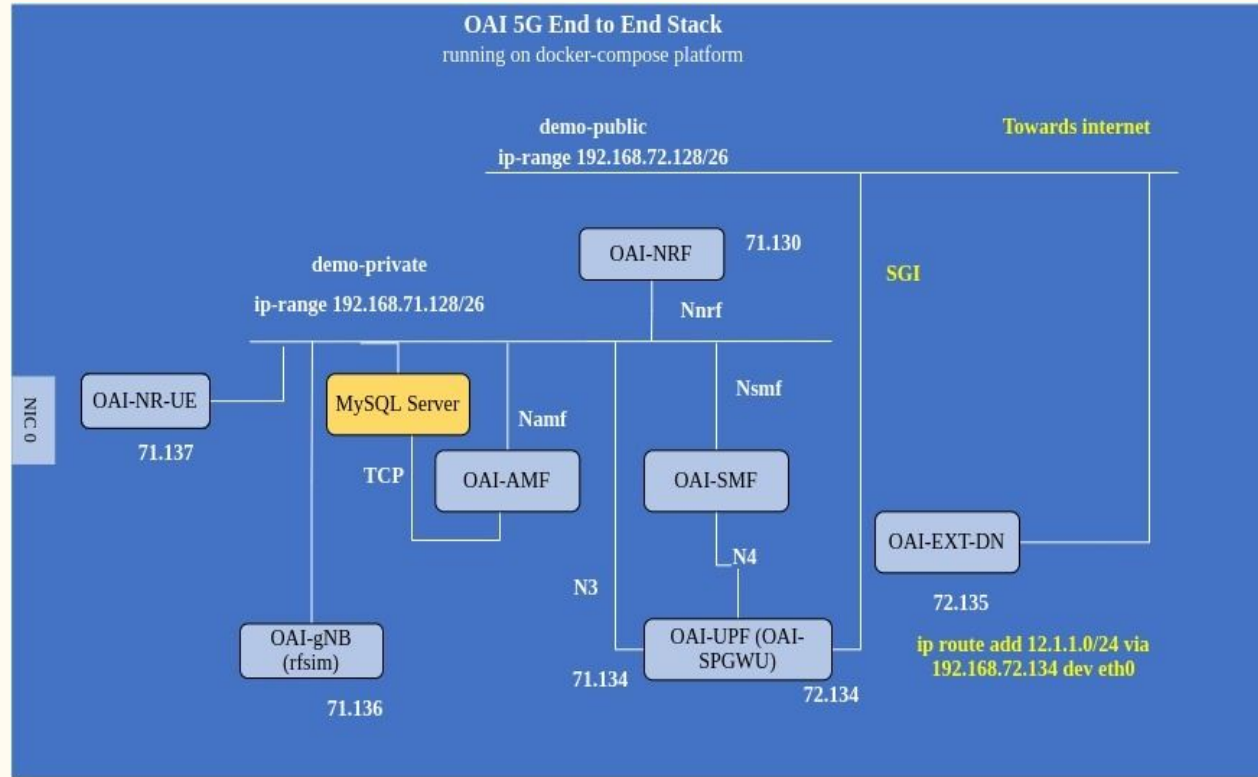 OAI 5G End to End Stack
running on docker-compose platform
demo-public
ip-range 192.168.72.128/26
Towards internet
OAI-NRF
71.130
SGI
demo-private
ip-range 192.168.71.128/26
Nnrf
NIC 0
OAI-NR-UE
71.137
MySQL Server
Namf
Nsmf
TCP
OAI-AMF
OAI-SMF
OAI-EXT-DN
72.135
N4
N3
OAI-gNB
(rfsim)
71.136
OAI-UPF (OAI-
SPGWU)
71.134
72.134
ip route add 12.1.1.0/24 via
192.168.72.134 dev eth0